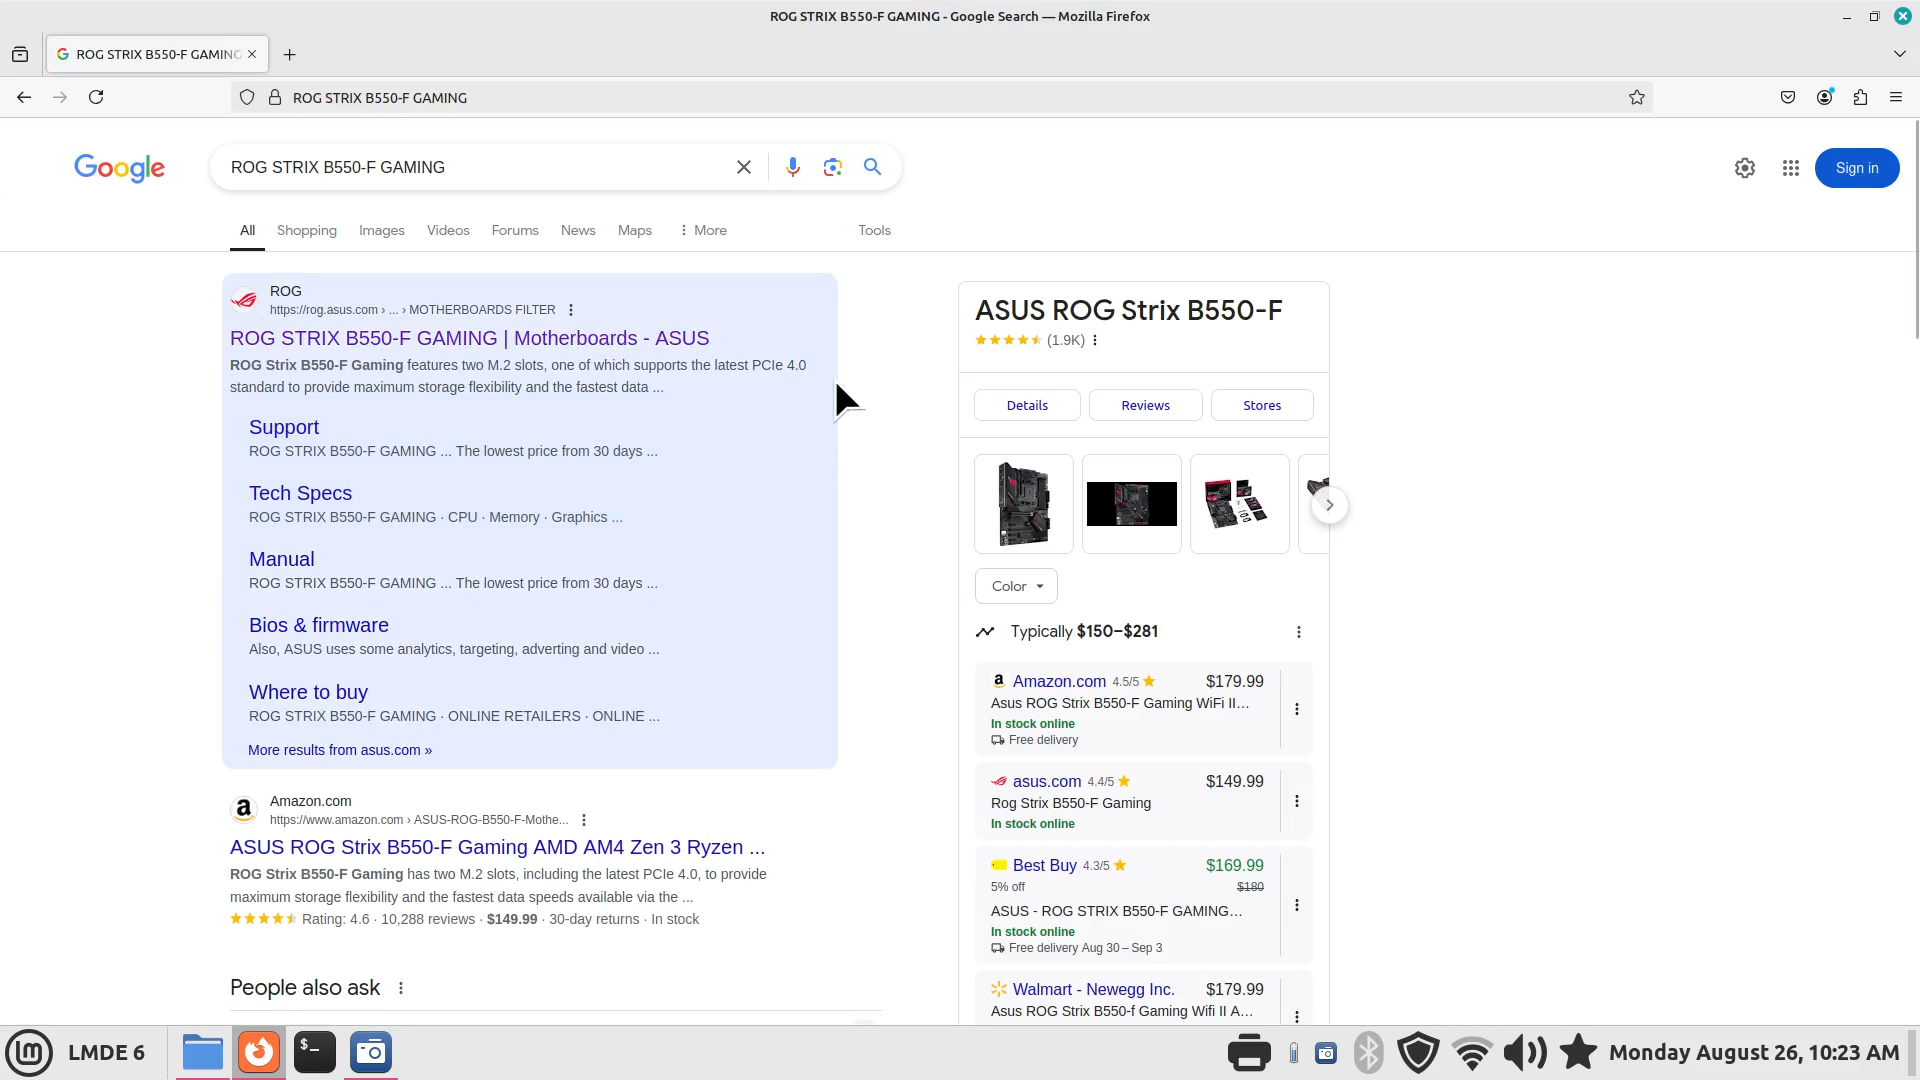 ROG STRIX B550-F GAMING - Google Search — Mozilla Firefox
ROG STRIX B550-F GAMING
ROG STRIX B550-F GAMING
Google
ROG STRIX B550-F GAMING
Sign in
All
Shopping
Images
Videos
Forums
News
Maps
More
Tools
ROG
https://rog.asus.com › ... › MOTHERBOARDS FILTER
ROG STRIX B550-F GAMING | Motherboards - ASUS
ROG Strix B550-F Gaming features two M.2 slots, one of which supports the latest PCIe 4.0
standard to provide maximum storage flexibility and the fastest data ...
Support
ROG STRIX B550-F GAMING ... The lowest price from 30 days ...
Tech Specs
ROG STRIX B550-F GAMING · CPU · Memory · Graphics ...
Manual
ROG STRIX B550-F GAMING ... The lowest price from 30 days ...
Bios & firmware
Also, ASUS uses some analytics, targeting, adverting and video ...
Where to buy
ROG STRIX B550-F GAMING · ONLINE RETAILERS · ONLINE ...
More results from asus.com »
Amazon.com
https://www.amazon.com › ASUS-ROG-B550-F-Mothe...
ASUS ROG Strix B550-F Gaming AMD AM4 Zen 3 Ryzen ...
ROG Strix B550-F Gaming has two M.2 slots, including the latest PCIe 4.0, to provide
maximum storage flexibility and the fastest data speeds available via the ...
Rating: 4.6 · 10,288 reviews · $149.99 · 30-day returns · In stock
People also ask
ASUS ROG Strix B550-F
(1.9K)
Details
Reviews
Stores
Color
Typically $150–$281
Amazon.com 4.5/5 $179.99
Asus ROG Strix B550-F Gaming WiFi II...
In stock online
Free delivery
asus.com 4.4/5 $149.99
Rog Strix B550-F Gaming
In stock online
Best Buy 4.3/5 $169.99
5% off $180
ASUS - ROG STRIX B550-F GAMING...
In stock online
Free delivery Aug 30 – Sep 3
Walmart - Newegg Inc. $179.99
Asus ROG Strix B550-f Gaming Wifi II A...
LMDE 6
Monday August 26, 10:23 AM